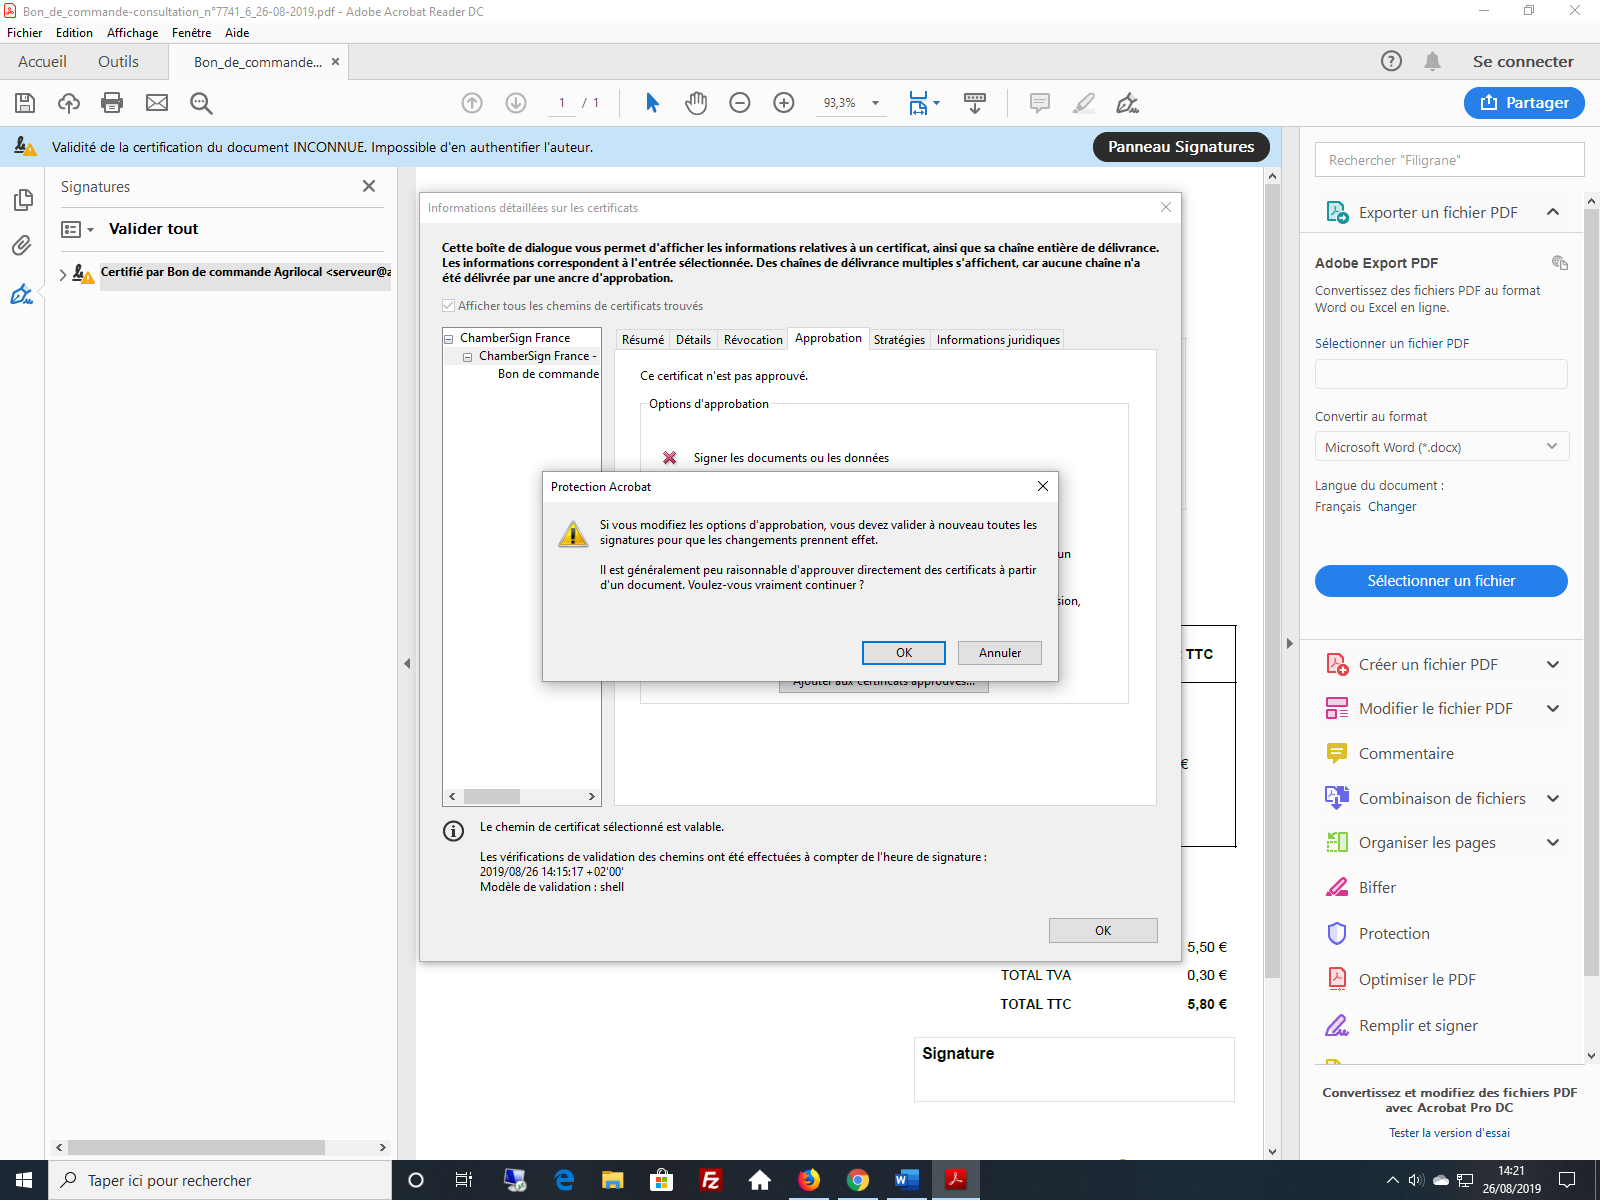 Bon_de_commande-consultation_n°7741_6_26-08-2019.pdf - Adobe Acrobat Reader DC
Fichier Edition Affichage Fenêtre Aide
Accueil Outils Bon_de_commande... × Se connecter
1 / 1 93,3% Partager
Validité de la certification du document INCONNUE. Impossible d'en authentifier l'auteur. Panneau Signatures
Signatures
Valider tout
Certifié par Bon de commande Agrilocal <serveur@a
Informations détaillées sur les certificats
Cette boîte de dialogue vous permet d'afficher les informations relatives à un certificat, ainsi que sa chaîne entière de délivrance.
Les informations correspondent à l'entrée sélectionnée. Des chaînes de délivrance multiples s'affichent, car aucune chaîne n'a
été délivrée par une ancre d'approbation.
Afficher tous les chemins de certificats trouvés
ChamberSign France
ChamberSign France -
Bon de commande
Résumé Détails Révocation Approbation Stratégies Informations juridiques
Ce certificat n'est pas approuvé.
Options d'approbation
Signer les documents ou les données
Protection Acrobat
Si vous modifiez les options d'approbation, vous devez valider à nouveau toutes les
signatures pour que les changements prennent effet.
Il est généralement peu raisonnable d'approuver directement des certificats à partir
d'un document. Voulez-vous vraiment continuer ?
OK Annuler
un
sion,
Ajouter aux certificats approuvés...
Le chemin de certificat sélectionné est valable.
Les vérifications de validation des chemins ont été effectuées à compter de l'heure de signature :
2019/08/26 14:15:17 +02'00'
Modèle de validation : shell
OK
TTC
€
5,50 €
TOTAL TVA 0,30 €
TOTAL TTC 5,80 €
Signature
Rechercher "Filigrane"
Exporter un fichier PDF
Adobe Export PDF
Convertissez des fichiers PDF au format
Word ou Excel en ligne.
Sélectionner un fichier PDF
Convertir au format
Microsoft Word (*.docx)
Langue du document :
Français Changer
Sélectionner un fichier
Créer un fichier PDF
Modifier le fichier PDF
Commentaire
Combinaison de fichiers
Organiser les pages
Biffer
Protection
Optimiser le PDF
Remplir et signer
Convertissez et modifiez des fichiers PDF
avec Acrobat Pro DC
Tester la version d'essai
Taper ici pour rechercher
14:21
26/08/2019